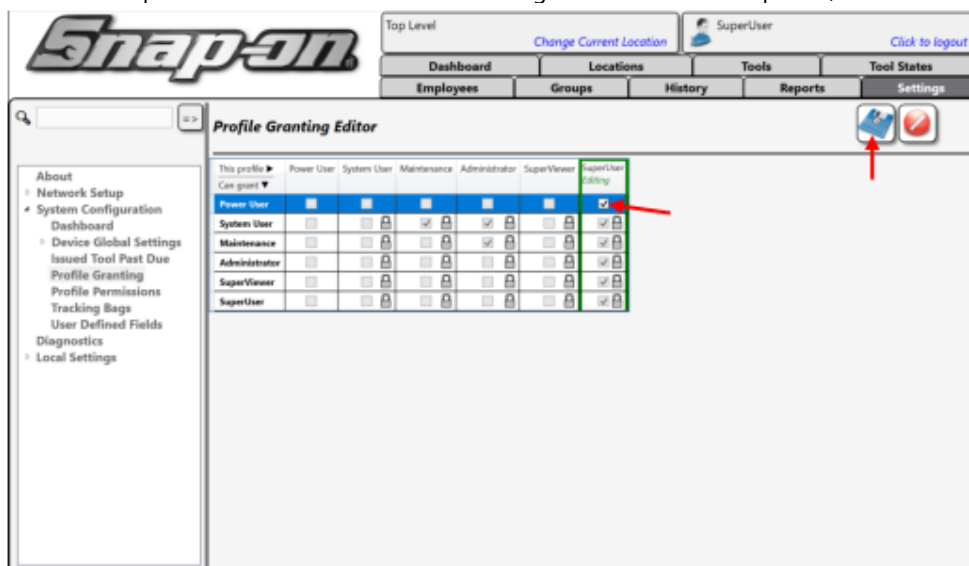 Snap-on
Top Level
Change Current Location
SuperUser
Click to logout
Dashboard Locations Tools Tool States
Employees Groups History Reports Settings
=>
Profile Granting Editor
About
Network Setup
System Configuration
Dashboard
Device Global Settings
Issued Tool Past Due
Profile Granting
Profile Permissions
Tracking Bags
User Defined Fields
Diagnostics
Local Settings
This profile ▶ Power User System User Maintenance Administrator SuperViewer SuperUser
Can grant ▼ Editing
Power User
System User
Maintenance
Administrator
SuperViewer
SuperUser